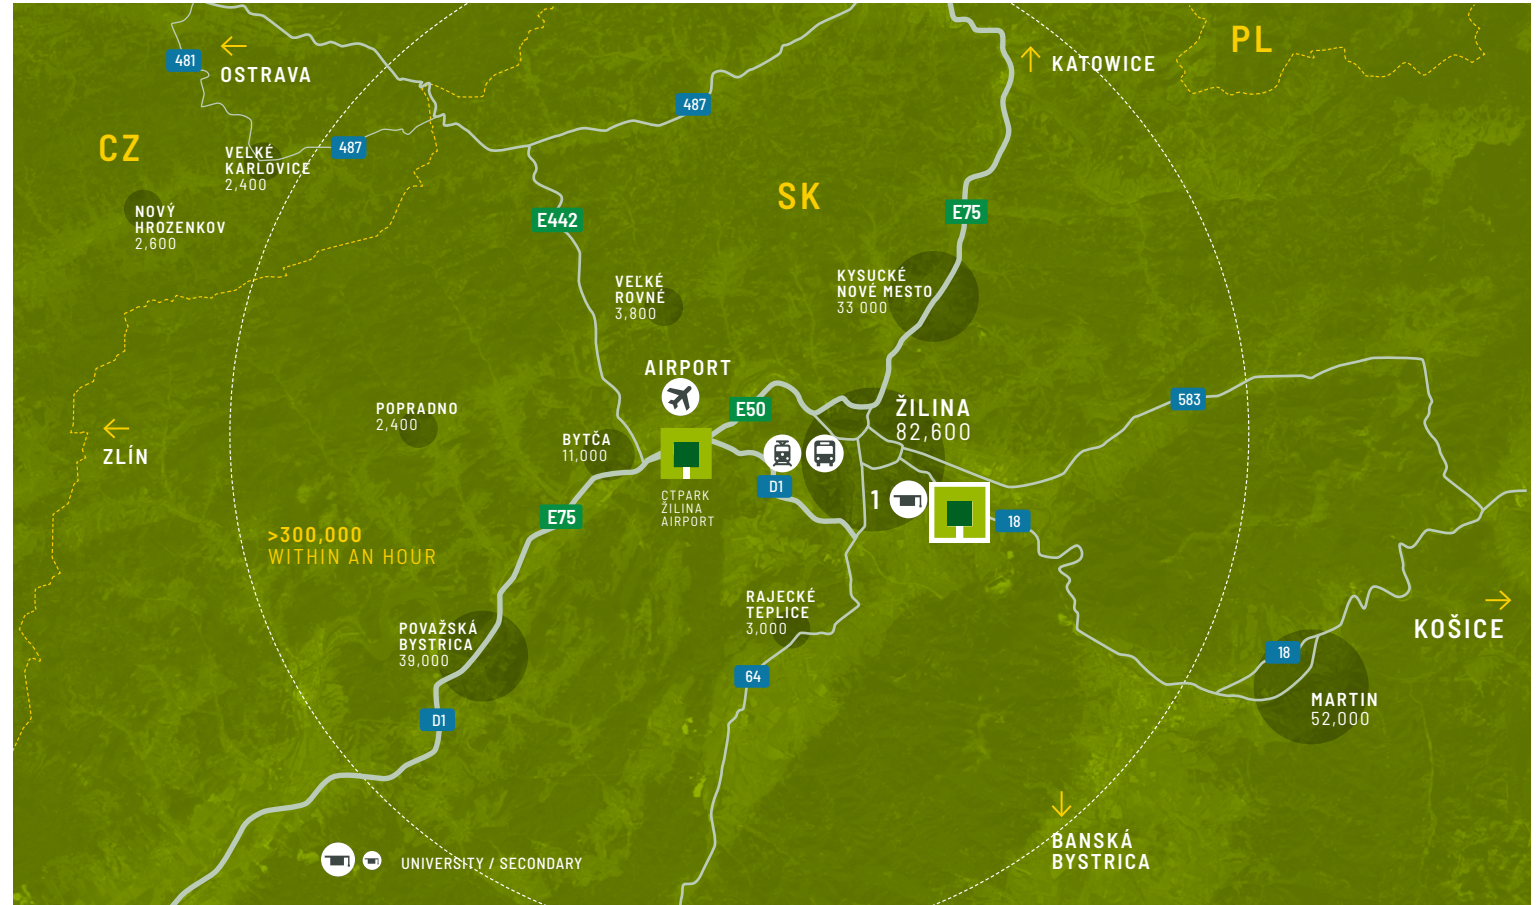 PL
481
OSTRAVA
KATOWICE
487
CZ
487
VELKÉ
KARLOVICE
2,400
SK
NOVÝ
HROZENKOV
2,600
E442
E75
VEĽKÉ
ROVNÉ
3,800
KYSUCKÉ
NOVÉ MESTO
33 000
AIRPORT
583
POPRADNO
2,400
E50
ŽILINA
82,600
BYTČA
11,000
ZLÍN
D1
CTPARK
ŽILINA
AIRPORT
1
18
E75
>300,000
WITHIN AN HOUR
RAJECKÉ
TEPLICE
3,000
KOŠICE
POVAŽSKÁ
BYSTRICA
39,000
18
64
MARTIN
52,000
D1
BANSKÁ
BYSTRICA
UNIVERSITY / SECONDARY